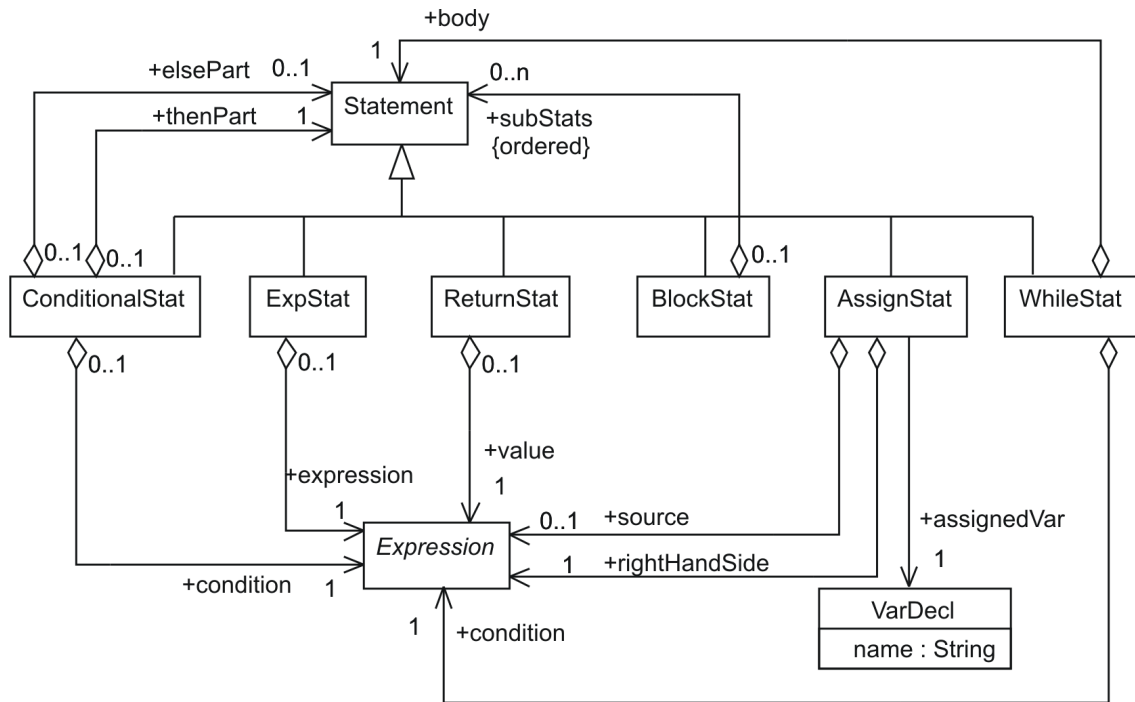 +body
1
+elsePart
0..1
0..n
Statement
+thenPart
1
+subStats
{ordered}
0..1
0..1
0..1
ConditionalStat
ExpStat
ReturnStat
BlockStat
AssignStat
WhileStat
0..1
0..1
0..1
+value
+expression
1
1
0..1
+source
+assignedVar
Expression
+condition
1
1
+rightHandSide
1
VarDecl
1
+condition
name : String